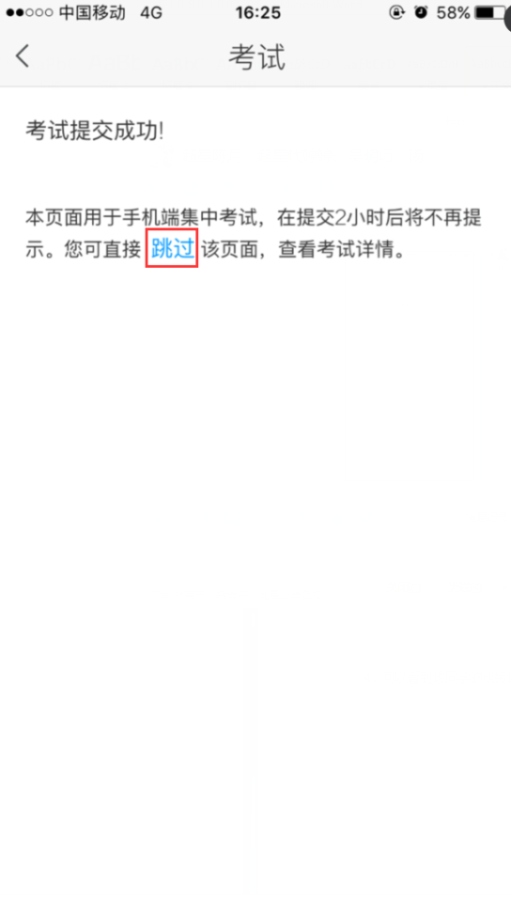 中国移动 4G 16:25 58%
考试
考试提交成功!
本页面用于手机端集中考试，在提交2小时后将不再提
示。您可直接 跳过 该页面，查看考试详情。